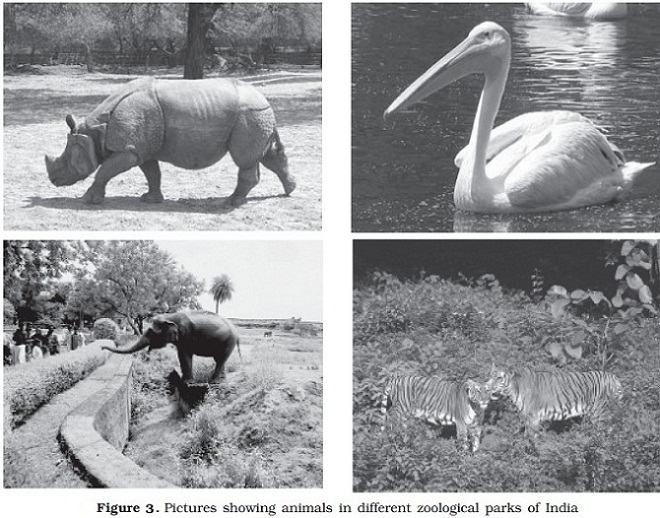 Figure 3. Pictures showing animals in different zoological parks of India